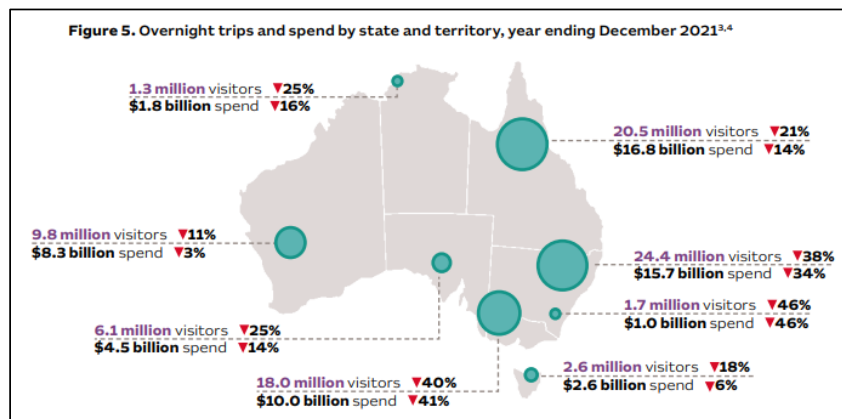 Figure 5. Overnight trips and spend by state and territory, year ending December 2021³,⁴
1.3 million visitors ▼25%
$1.8 billion spend ▼16%
20.5 million visitors ▼21%
$16.8 billion spend ▼14%
9.8 million visitors ▼11%
$8.3 billion spend ▼3%
24.4 million visitors ▼38%
$15.7 billion spend ▼34%
1.7 million visitors ▼46%
$1.0 billion spend ▼46%
6.1 million visitors ▼25%
$4.5 billion spend ▼14%
2.6 million visitors ▼18%
$2.6 billion spend ▼6%
18.0 million visitors ▼40%
$10.0 billion spend ▼41%